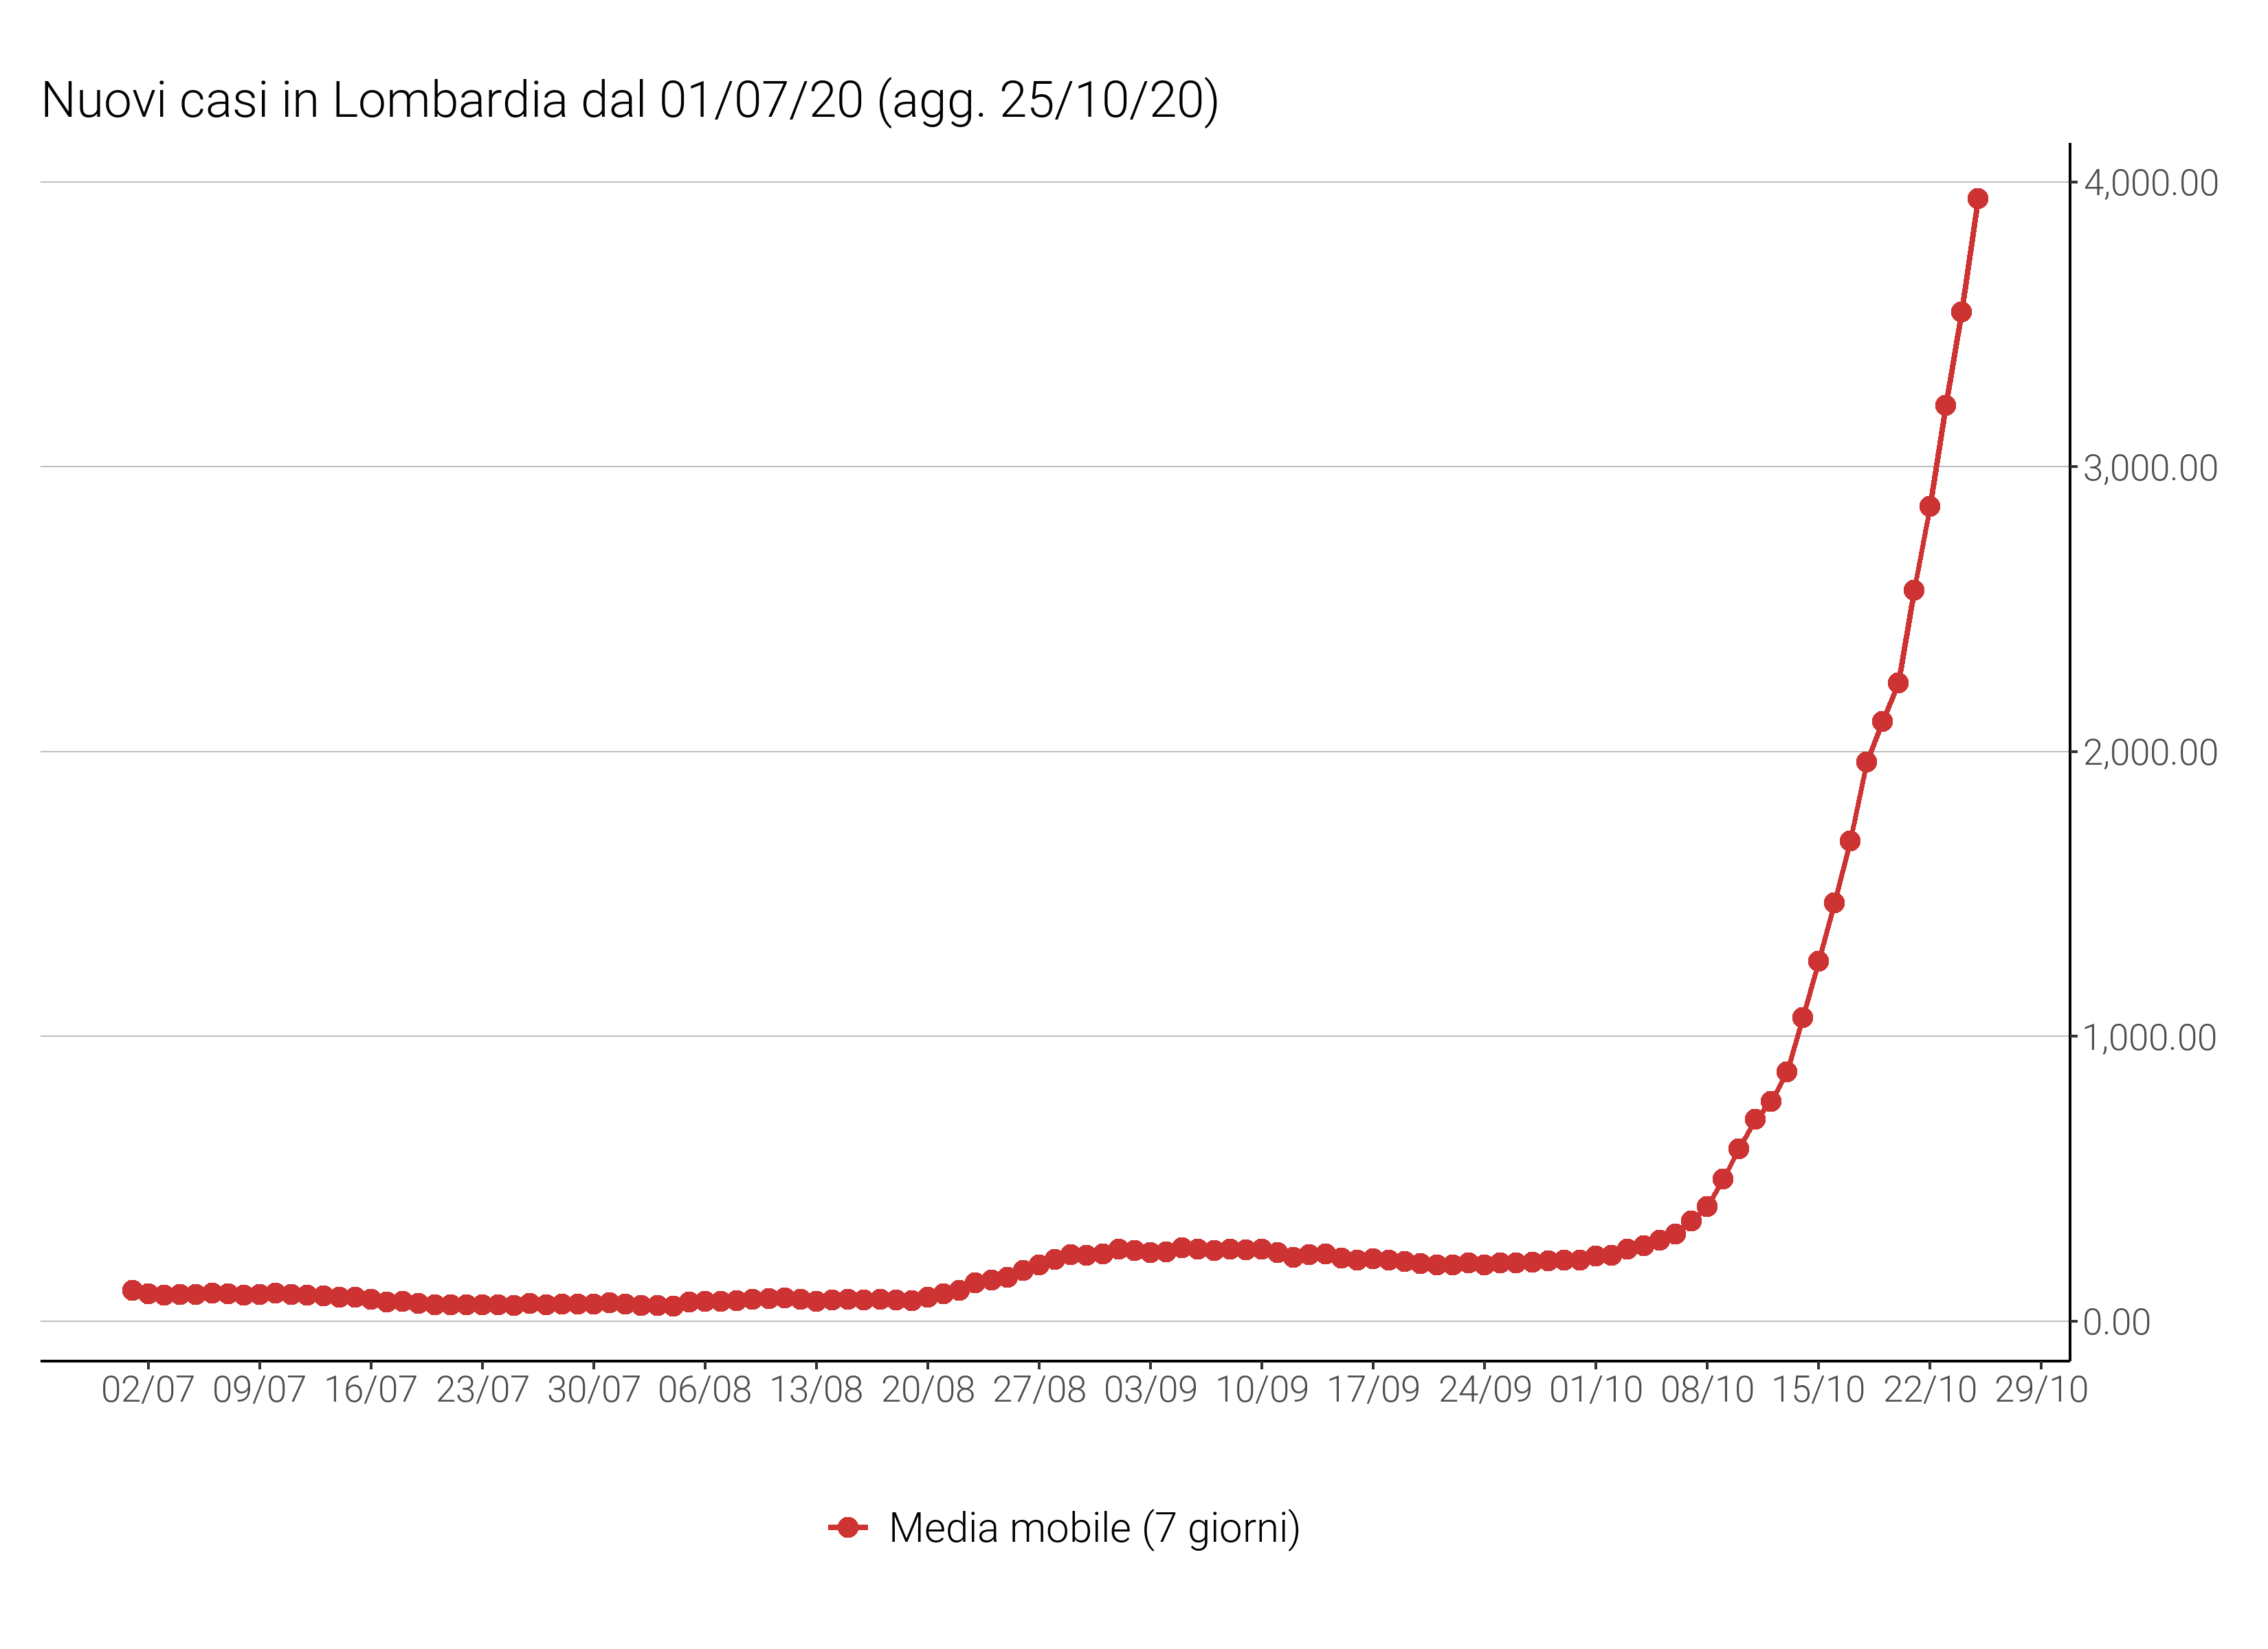 Nuovi casi in Lombardia dal 01/07/20 (agg. 25/10/20)
4,000.00
3,000.00
2,000.00
1,000.00
0.00
02/07 09/07 16/07 23/07 30/07 06/08 13/08 20/08 27/08 03/09 10/09 17/09 24/09 01/10 08/10 15/10 22/10 29/10
Media mobile (7 giorni)